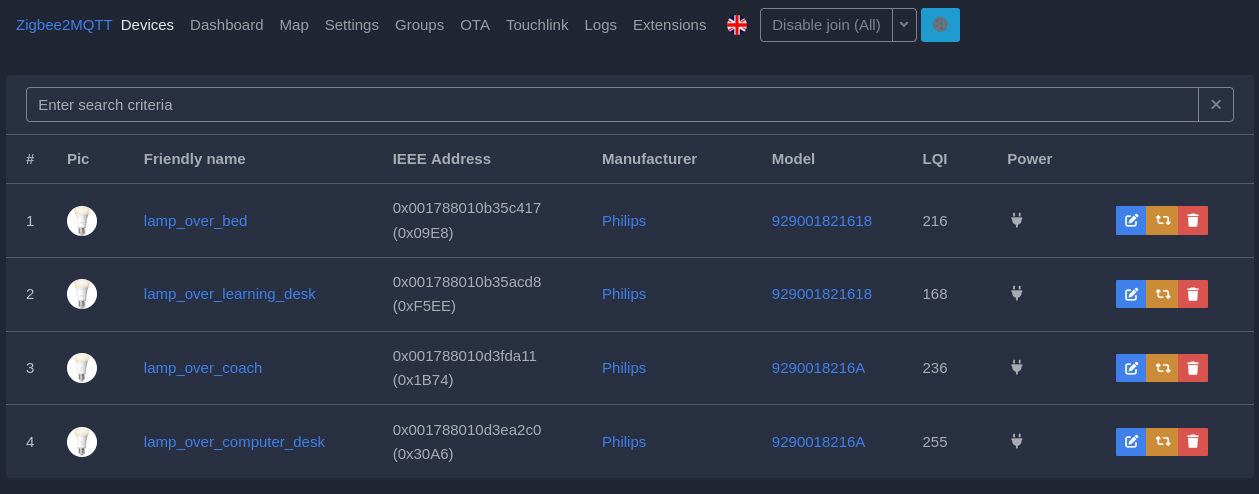 Zigbee2MQTT Devices Dashboard Map Settings Groups OTA Touchlink Logs Extensions Disable join (All)
Enter search criteria
# Pic Friendly name IEEE Address Manufacturer Model LQI Power
1 lamp_over_bed 0x001788010b35c417 (0x09E8) Philips 929001821618 216
2 lamp_over_learning_desk 0x001788010b35acd8 (0xF5EE) Philips 929001821618 168
3 lamp_over_coach 0x001788010d3fda11 (0x1B74) Philips 9290018216A 236
4 lamp_over_computer_desk 0x001788010d3ea2c0 (0x30A6) Philips 9290018216A 255